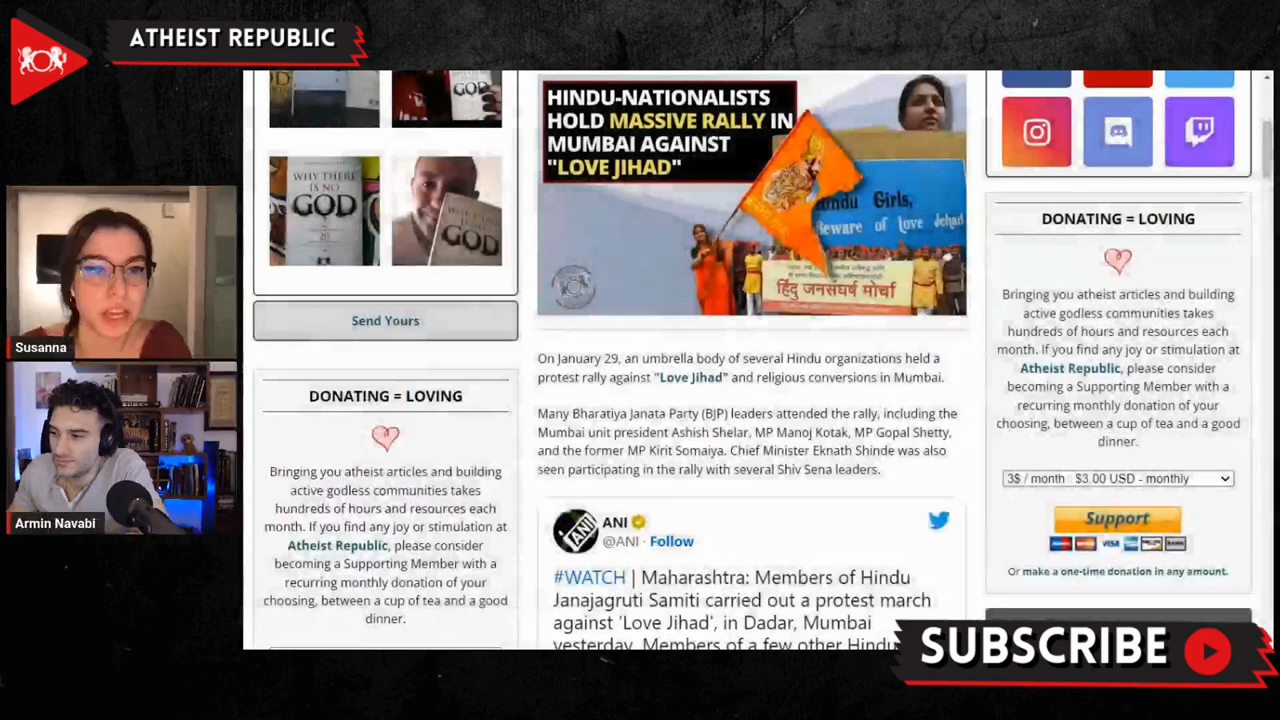 ATHEIST REPUBLIC
Susanna
Armin Navabi
GOD
WHY THERE
IS NO
GOD
GOD
Send Yours
DONATING = LOVING
Bringing you atheist articles and building
active godless communities takes
hundreds of hours and resources each
month. If you find any joy or stimulation at
Atheist Republic, please consider
becoming a Supporting Member with a
recurring monthly donation of your
choosing, between a cup of tea and a good
dinner.
HINDU-NATIONALISTS
HOLD MASSIVE RALLY IN
MUMBAI AGAINST
"LOVE JIHAD"
Girls,
Beware of Love Jehad
हिंदु जनसंघर्ष मोर्चा
On January 29, an umbrella body of several Hindu organizations held a
protest rally against "Love Jihad" and religious conversions in Mumbai.
Many Bharatiya Janata Party (BJP) leaders attended the rally, including the
Mumbai unit president Ashish Shelar, MP Manoj Kotak, MP Gopal Shetty,
and the former MP Kirit Somaiya. Chief Minister Eknath Shinde was also
seen participating in the rally with several Shiv Sena leaders.
ANI
@ANI · Follow
#WATCH | Maharashtra: Members of Hindu
Janajagruti Samiti carried out a protest march
against 'Love Jihad', in Dadar, Mumbai
yesterday. Members of a few other Hindu
DONATING = LOVING
Bringing you atheist articles and building
active godless communities takes
hundreds of hours and resources each
month. If you find any joy or stimulation at
Atheist Republic, please consider
becoming a Supporting Member with a
recurring monthly donation of your
choosing, between a cup of tea and a good
dinner.
3$ / month $3.00 USD - monthly
Support
VISA
Or make a one-time donation in any amount.
SUBSCRIBE